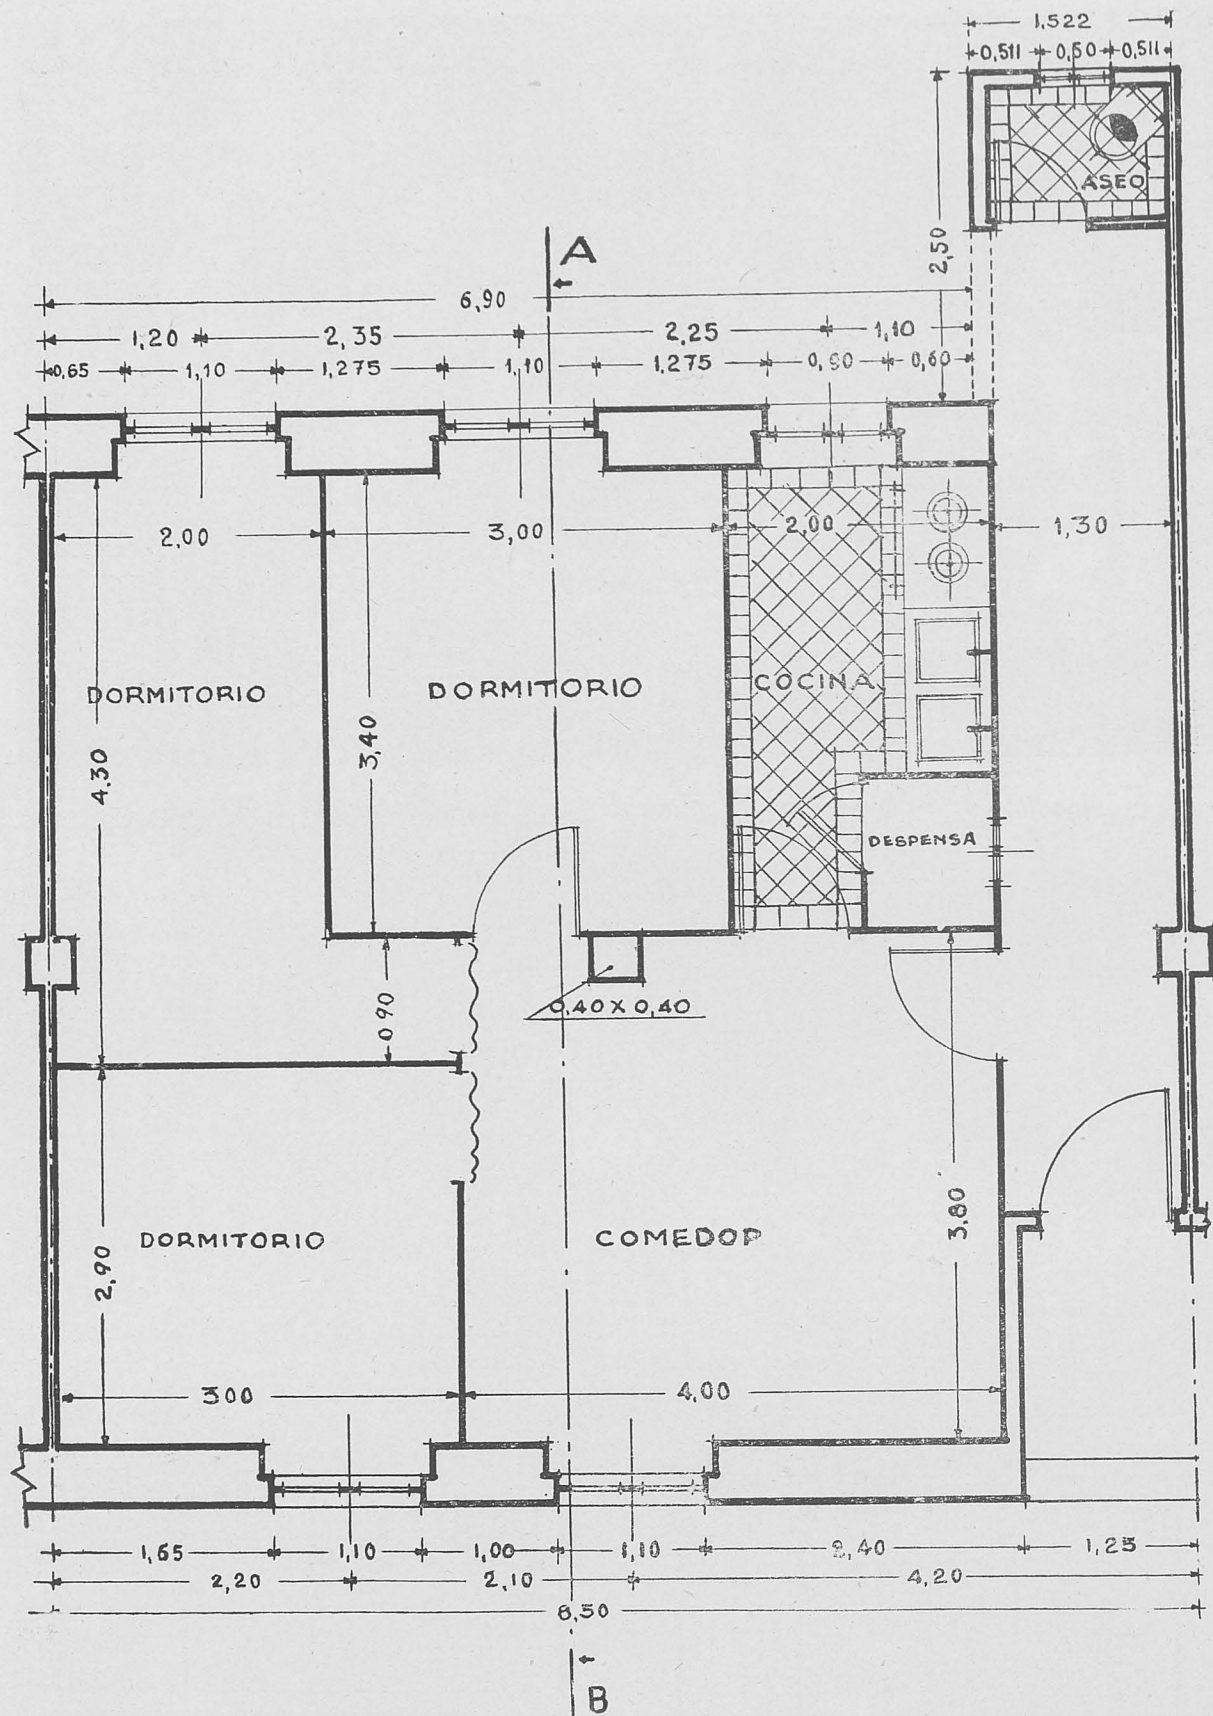 1,522
0,511 0,50 0,511
ASEO
2,50
A
6,90
1,20 2,35 2,25 1,10
0,65 1,10 1,275 1,10 1,275 0,90 0,60
2,00 3,00 2,00 1,30
DORMITORIO DORMITORIO COCINA
4,30 3,40
DESPENSA
0,90
0,40 X 0,40
DORMITORIO COMEDOR
2,90 3,80
300 4,00
1,65 1,10 1,00 1,10 2,40 1,25
2,20 2,10 4,20
8,50
B